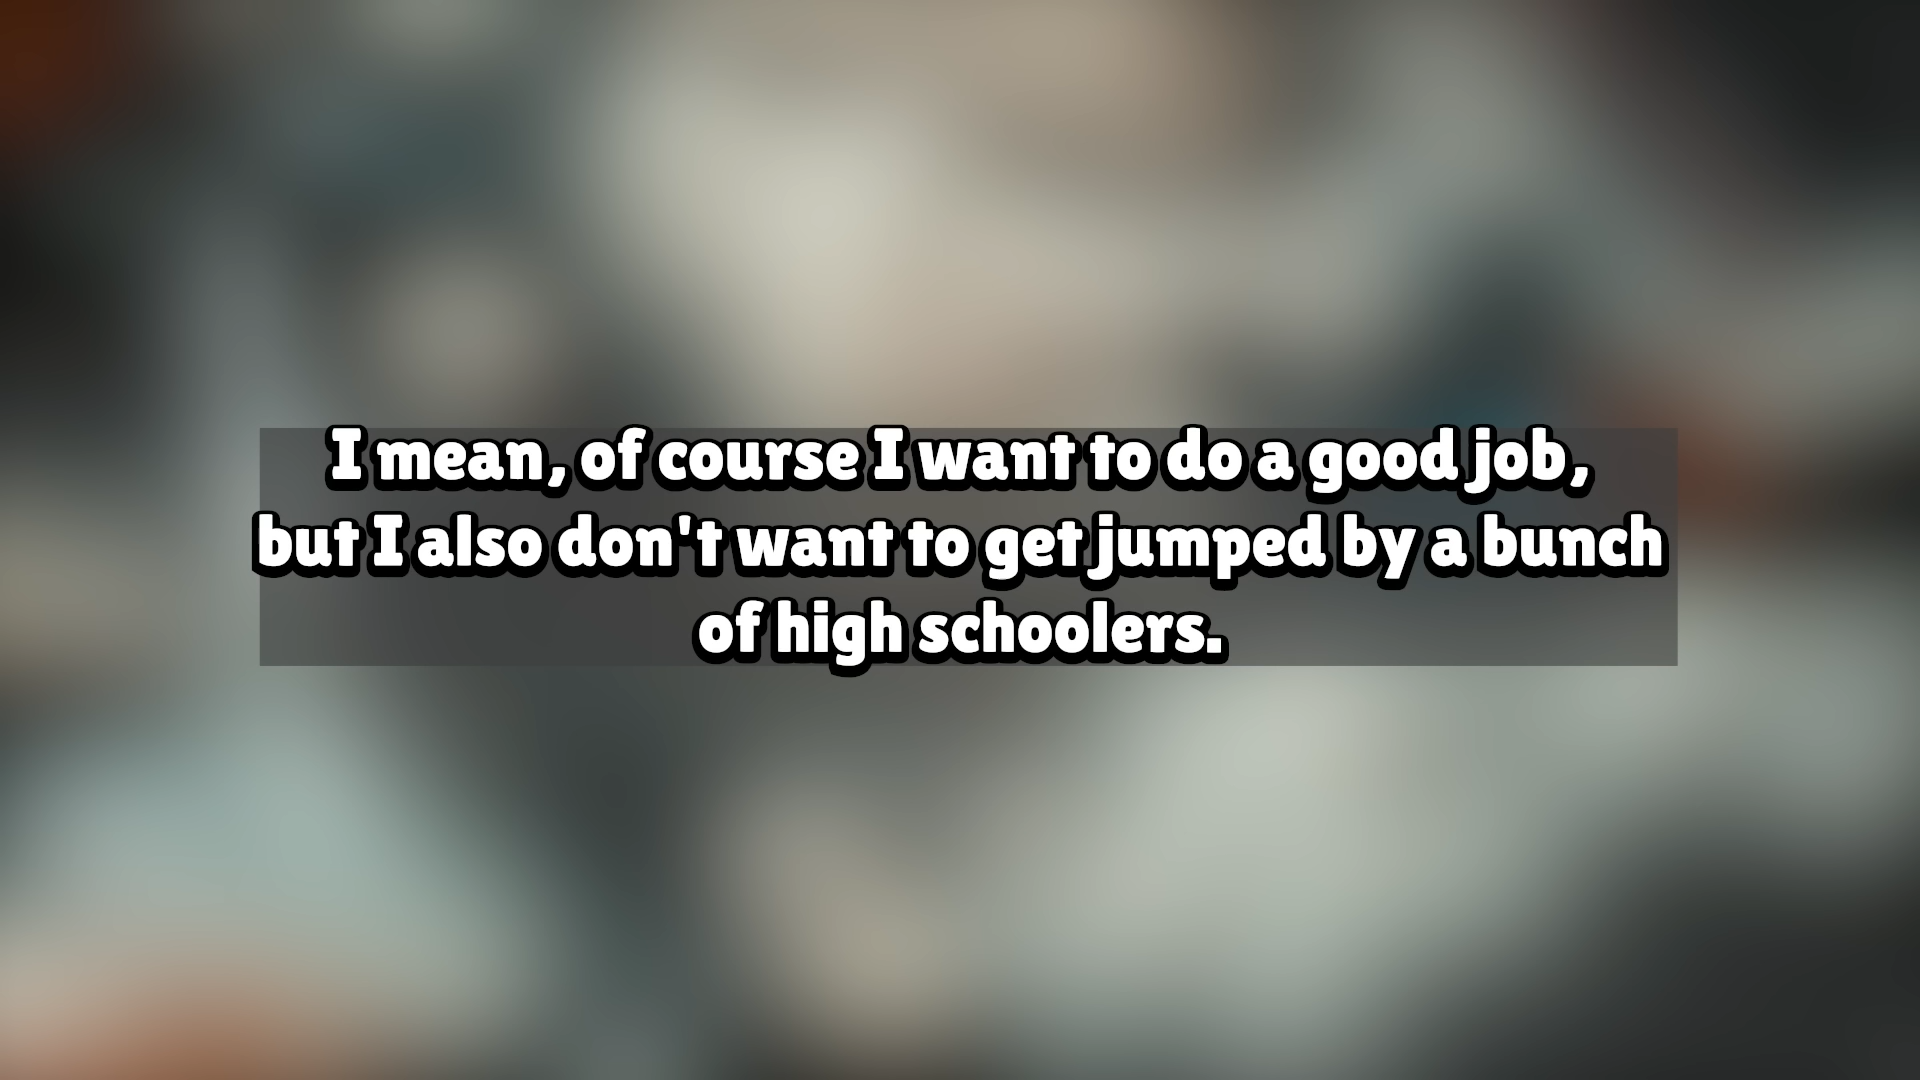 I mean, of course I want to do a good job,
but I also don't want to get jumped by a bunch
of high schoolers.